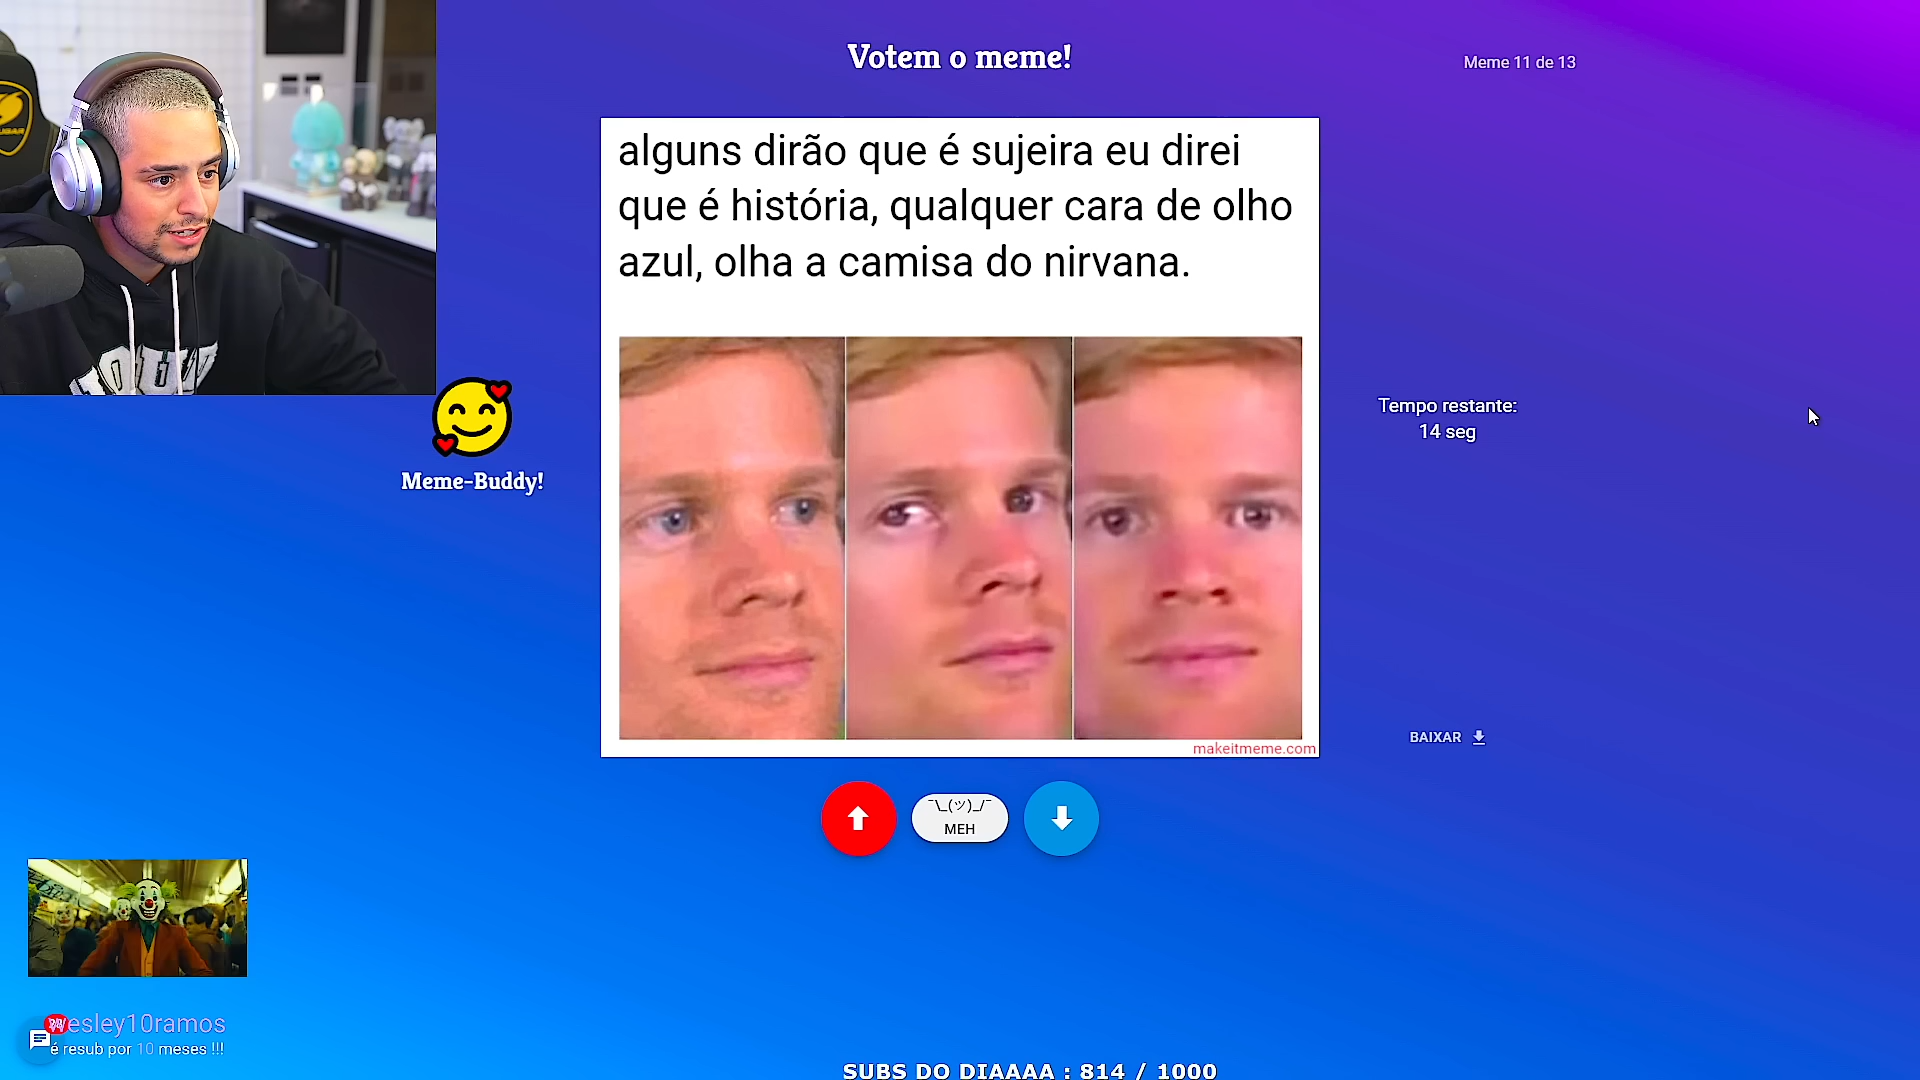 Votem o meme!
Meme 11 de 13
alguns dirão que é sujeira eu direi
que é história, qualquer cara de olho
azul, olha a camisa do nirvana.
Tempo restante:
14 seg
Meme-Buddy!
BAIXAR
makeitmeme.com
¯\_(ツ)_/¯
MEH
esley10ramos
é resub por 10 meses !!!
SUBS DO DIAAAA : 814 / 1000